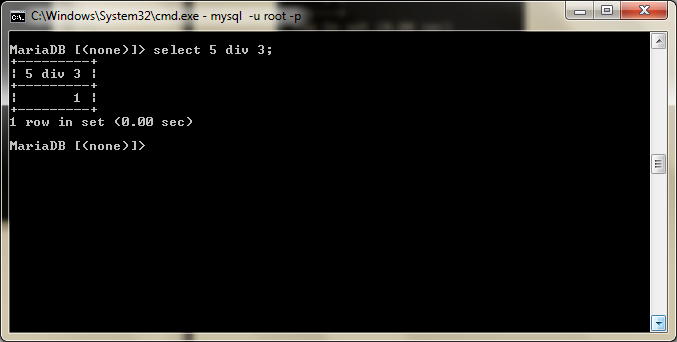 C:\Windows\System32\cmd.exe - mysql  -u root -p
MariaDB [(none)]> select 5 div 3;
+---------+
| 5 div 3 |
+---------+
|       1 |
+---------+
1 row in set (0.00 sec)
MariaDB [(none)]>